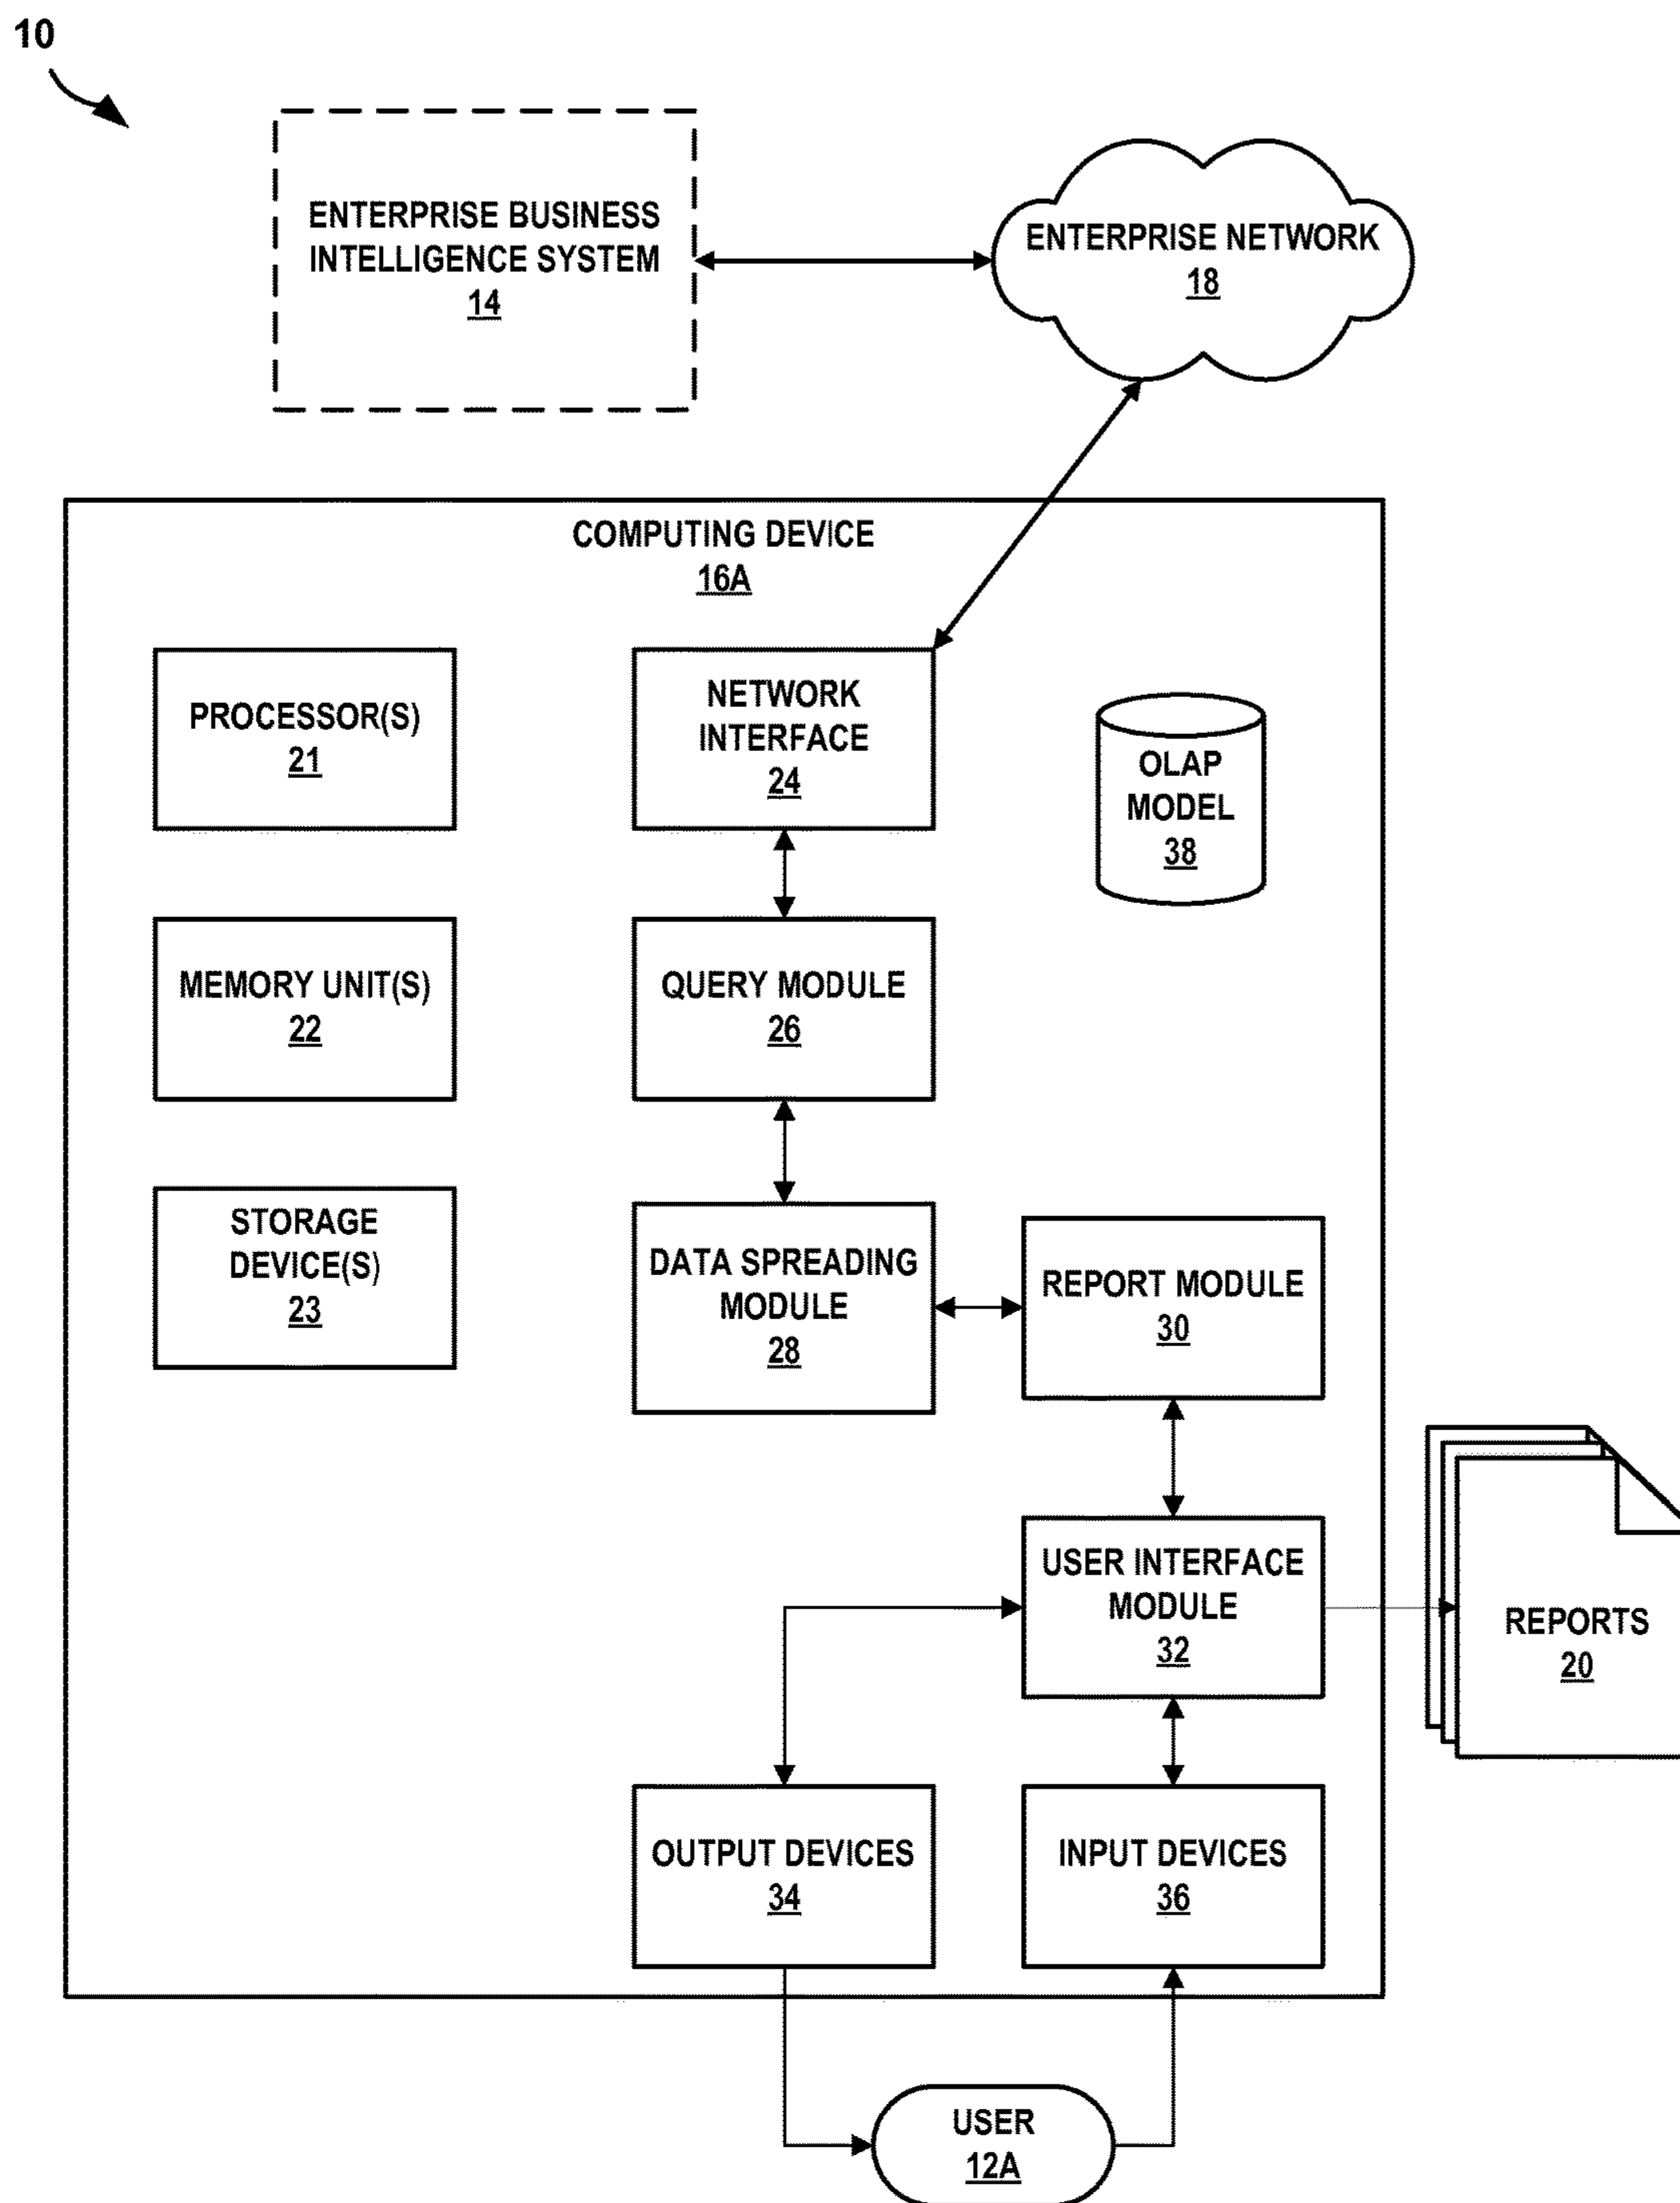 10
ENTERPRISE BUSINESS
INTELLIGENCE SYSTEM
14
ENTERPRISE NETWORK
18
COMPUTING DEVICE
16A
PROCESSOR(S)
21
NETWORK
INTERFACE
24
OLAP
MODEL
38
MEMORY UNIT(S)
22
QUERY MODULE
26
STORAGE
DEVICE(S)
23
DATA SPREADING
MODULE
28
REPORT MODULE
30
USER INTERFACE
MODULE
32
REPORTS
20
OUTPUT DEVICES
34
INPUT DEVICES
36
USER
12A